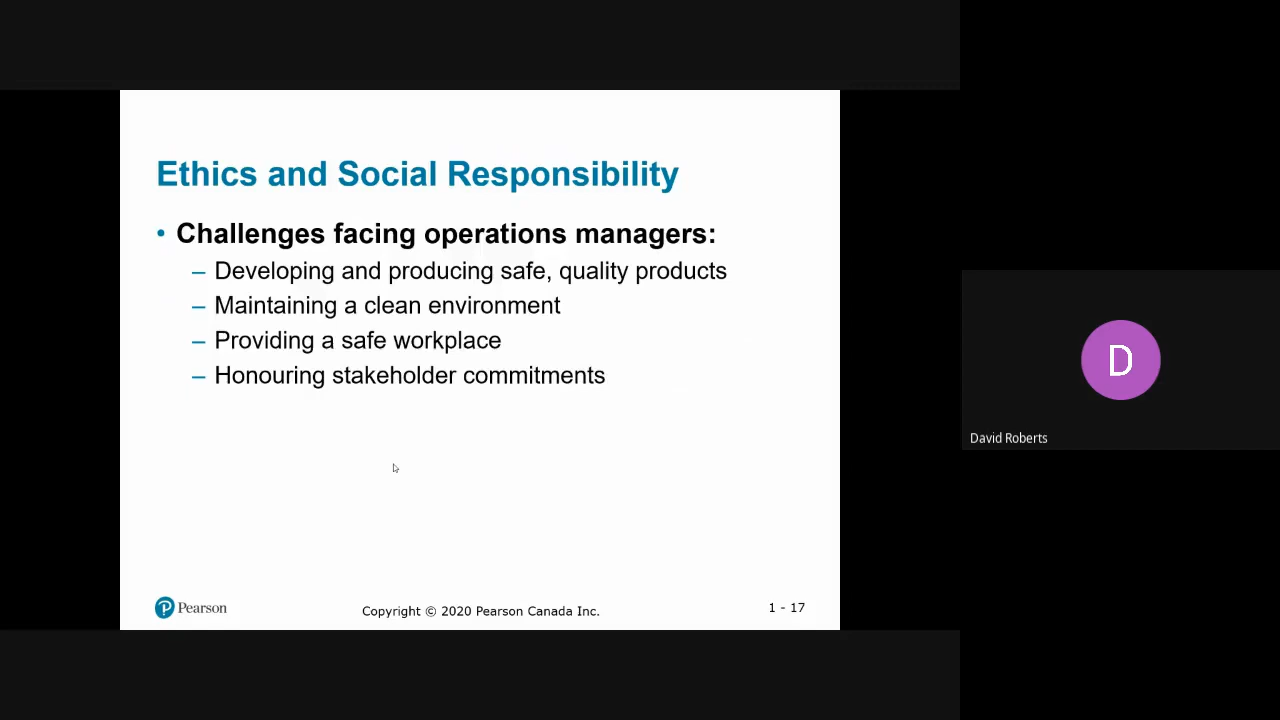 Ethics and Social Responsibility
• Challenges facing operations managers:
– Developing and producing safe, quality products
– Maintaining a clean environment
– Providing a safe workplace
– Honouring stakeholder commitments
D
David Roberts
P Pearson
Copyright © 2020 Pearson Canada Inc.
1 - 17